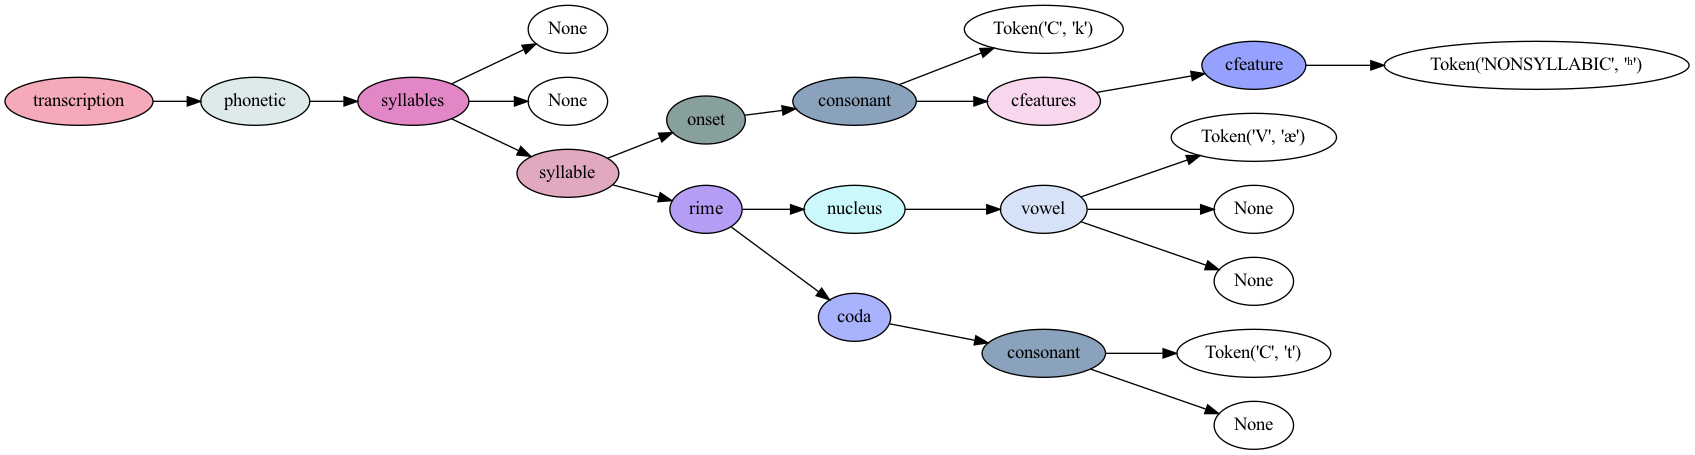 None
Token('C', 'k')
cfeature
Token('NONSYLLABIC', 'ʰ')
transcription
phonetic
syllables
None
consonant
cfeatures
onset
Token('V', 'æ')
syllable
rime
nucleus
vowel
None
None
coda
consonant
Token('C', 't')
None